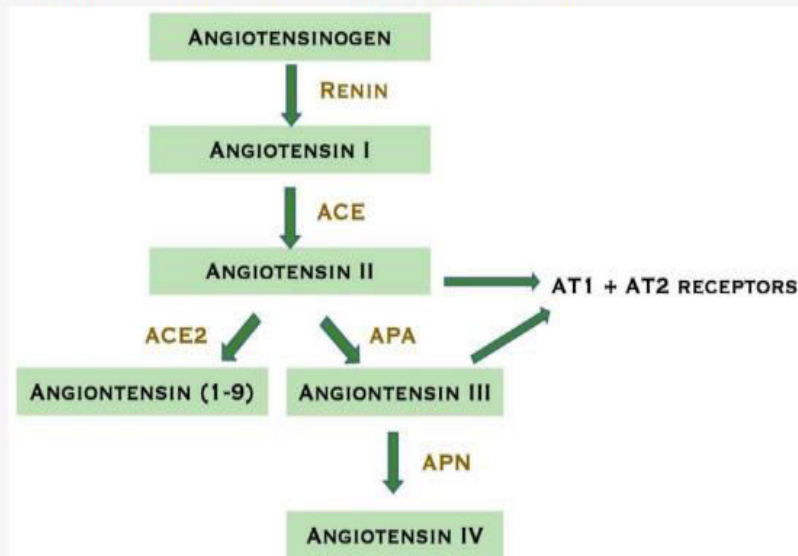 ANGIOTENSINOGEN
RENIN
ANGIOTENSIN I
ACE
ANGIOTENSIN II
AT1 + AT2 RECEPTORS
ACE2
APA
ANGIONTENSIN (1-9)
ANGIONTENSIN III
APN
ANGIOTENSIN IV